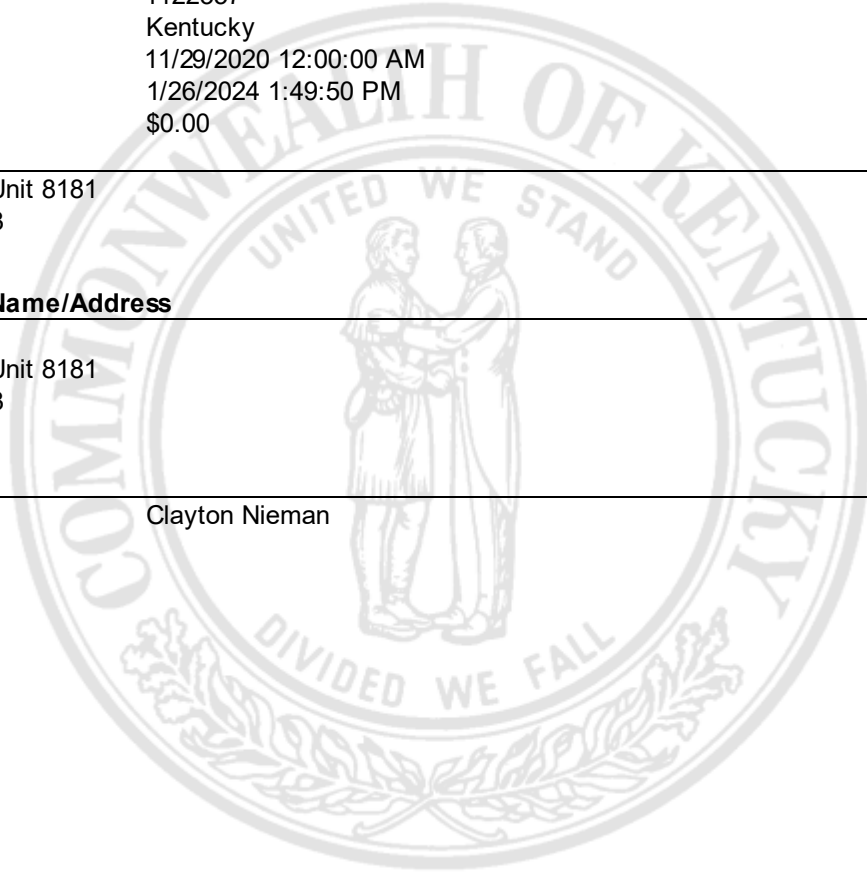 Kentucky
11/29/2020 12:00:00 AM
1/26/2024 1:49:50 PM
$0.00
Unit 8181
Name/Address
Unit 8181
Clayton Nieman
COMMONWEALTH OF KENTUCKY
UNITED WE STAND
DIVIDED WE FALL